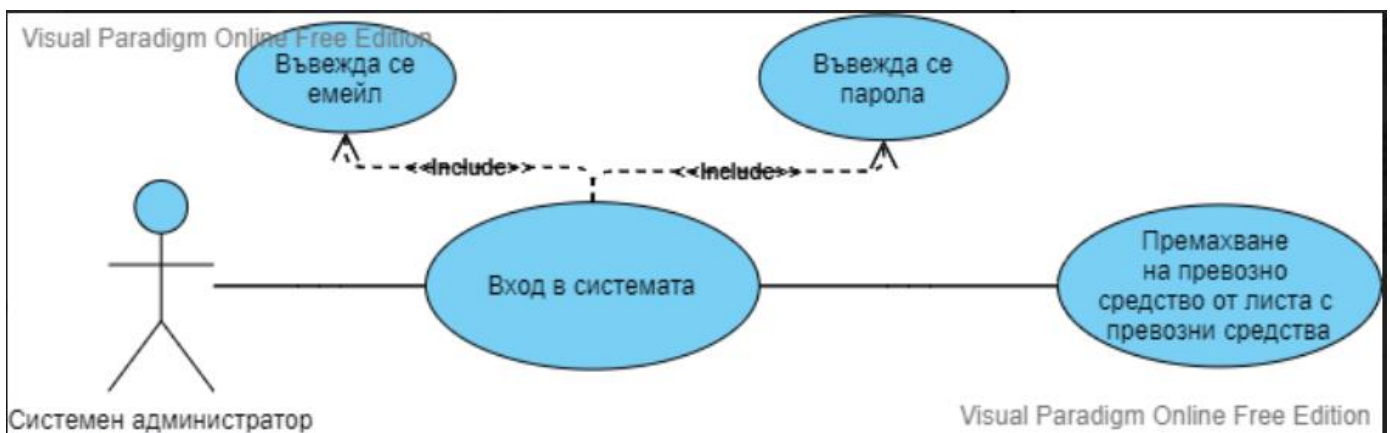 Visual Paradigm Online Free Edition
Въвежда се
емейл
Въвежда се
парола
<<Include>>
<<Include>>
Вход в системата
Премахване
на превозно
средство от листа с
превозни средства
Системен администратор
Visual Paradigm Online Free Edition